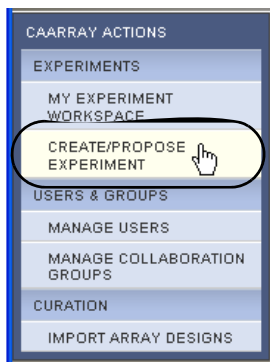 CAARRAY ACTIONS
EXPERIMENTS
MY EXPERIMENT
WORKSPACE
CREATE/PROPOSE
EXPERIMENT
USERS & GROUPS
MANAGE USERS
MANAGE COLLABORATION
GROUPS
CURATION
IMPORT ARRAY DESIGNS